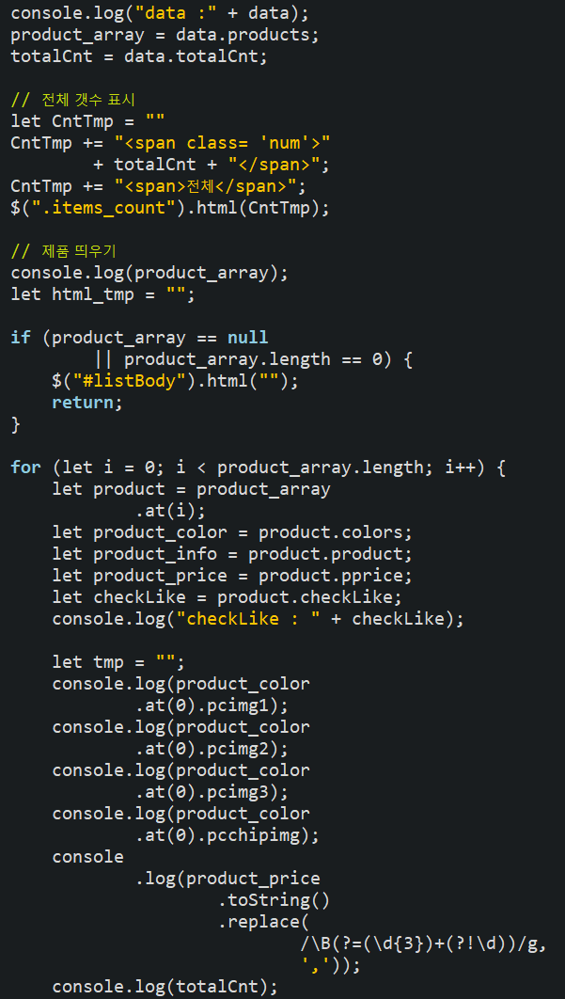 console.log("data :" + data);
product_array = data.products;
totalCnt = data.totalCnt;

// 전체 갯수 표시
let CntTmp = ""
CntTmp += "<span class= 'num'>"
        + totalCnt + "</span>";
CntTmp += "<span>전체</span>";
$(".items_count").html(CntTmp);

// 제품 띄우기
console.log(product_array);
let html_tmp = "";

if (product_array == null
        || product_array.length == 0) {
    $("#listBody").html("");
    return;
}

for (let i = 0; i < product_array.length; i++) {
    let product = product_array
            .at(i);
    let product_color = product.colors;
    let product_info = product.product;
    let product_price = product.pprice;
    let checkLike = product.checkLike;
    console.log("checkLike : " + checkLike);

    let tmp = "";
    console.log(product_color
            .at(0).pcimg1);
    console.log(product_color
            .at(0).pcimg2);
    console.log(product_color
            .at(0).pcimg3);
    console.log(product_color
            .at(0).pcchipimg);
    console
            .log(product_price
                    .toString()
                    .replace(
                            /\B(?=(\d{3})+(?!\d))/g,
                            ','));
    console.log(totalCnt);